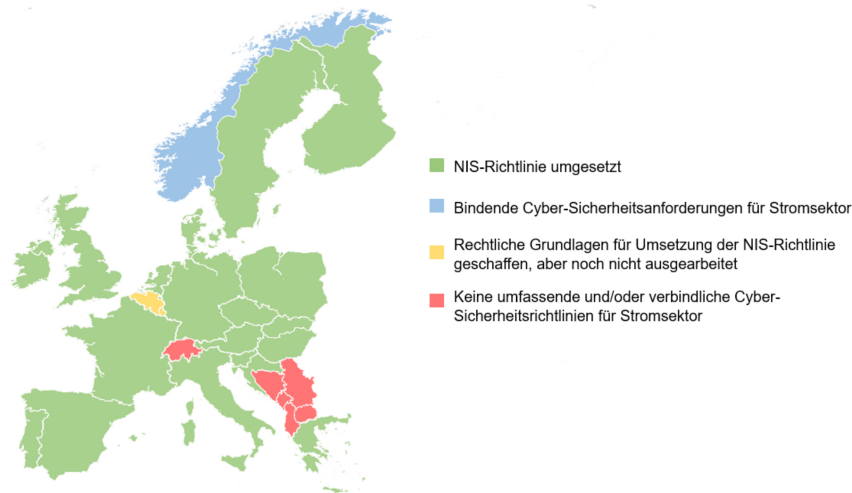 NIS-Richtlinie umgesetzt
Bindende Cyber-Sicherheitsanforderungen für Stromsektor
Rechtliche Grundlagen für Umsetzung der NIS-Richtlinie
geschaffen, aber noch nicht ausgearbeitet
Keine umfassende und/oder verbindliche Cyber-
Sicherheitsrichtlinien für Stromsektor